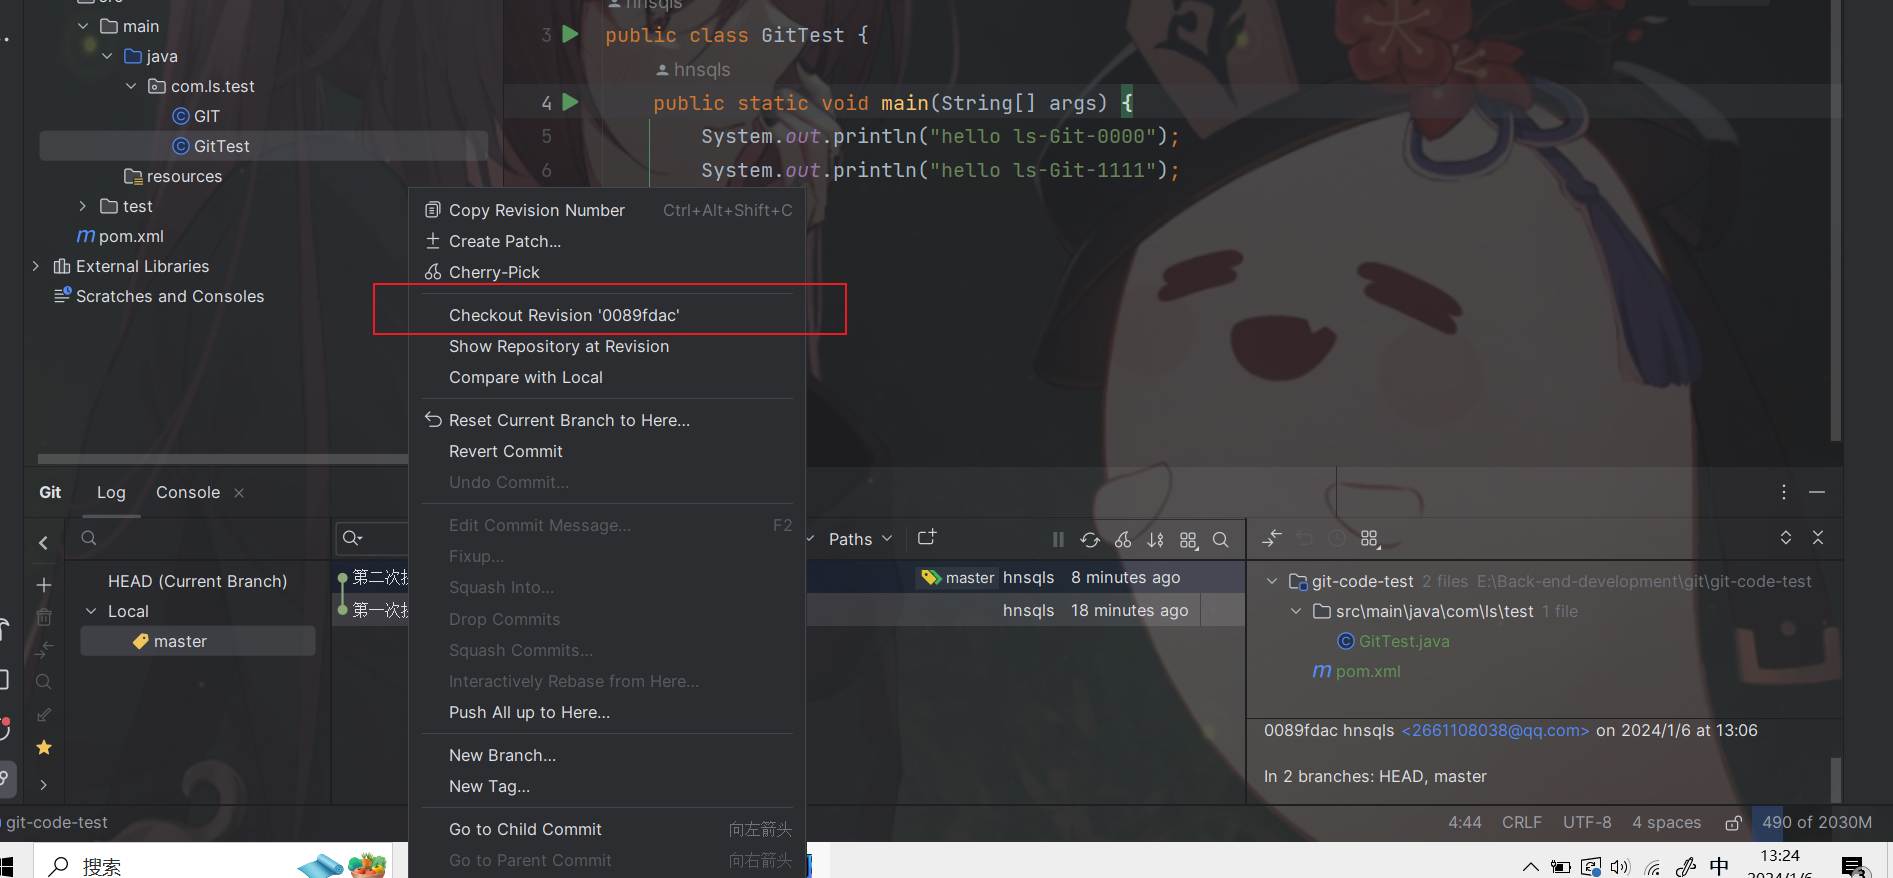 main
java
com.ls.test
GIT
GitTest
resources
test
pom.xml
External Libraries
Scratches and Consoles
hnsqls
3 public class GitTest {
hnsqls
4 public static void main(String[] args) {
5 System.out.println("hello ls-Git-0000");
6 System.out.println("hello ls-Git-1111");
Copy Revision Number Ctrl+Alt+Shift+C
Create Patch...
Cherry-Pick
Checkout Revision '0089fdac'
Show Repository at Revision
Compare with Local
Reset Current Branch to Here...
Revert Commit
Undo Commit...
Edit Commit Message... F2
Fixup...
Squash Into...
Drop Commits
Squash Commits...
Interactively Rebase from Here...
Push All up to Here...
New Branch...
New Tag...
Go to Child Commit 向左箭头
Go to Parent Commit 向右箭头
Git Log Console
HEAD (Current Branch)
Local
master
Paths
第二次 master hnsqls 8 minutes ago
第一次 hnsqls 18 minutes ago
git-code-test 2 files E:\Back-end-development\git\git-code-test
src\main\java\com\ls\test 1 file
GitTest.java
pom.xml
0089fdac hnsqls <2661108038@qq.com> on 2024/1/6 at 13:06
In 2 branches: HEAD, master
git-code-test
4:44 CRLF UTF-8 4 spaces 490 of 2030M
搜索
中
13:24
2024/1/6
3